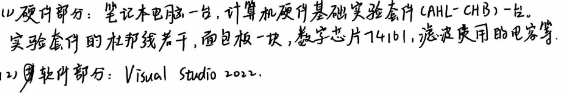 (1)硬件部分：笔记本电脑一台，计算机硬件基础实验套件(AHL-CHB)一台。
实验套件的杜邦线若干，面包板一块，数字芯片74161，滤波使用的电容等
(2)软件部分：Visual Studio 2022.